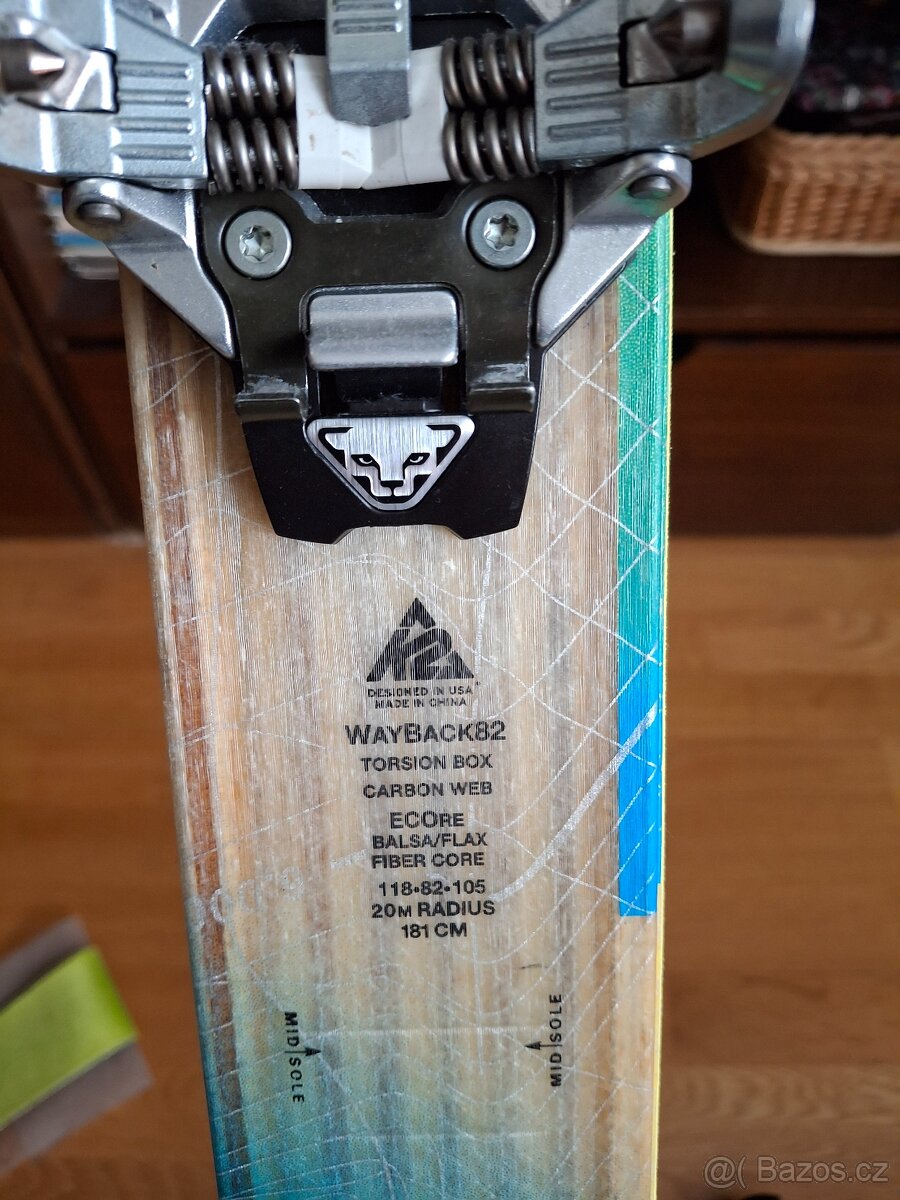 K2
DESIGNED IN USA
MADE IN CHINA
WAYBACK82
TORSION BOX
CARBON WEB
ECORE
BALSA/FLAX
FIBER CORE
118•82•105
20M RADIUS
181 CM
MID|SOLE
MID|SOLE
@( Bazos.cz